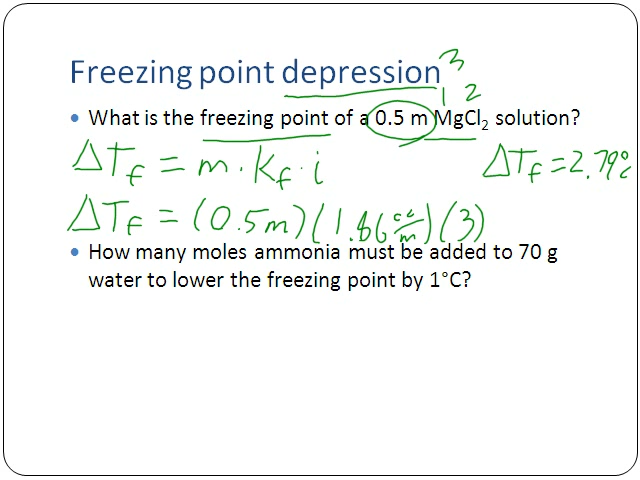 Freezing point depression 3
• What is the freezing point of a 0.5 m MgCl₂ solution?
1 2
ΔTf = m · Kf · i
ΔTf = 2.79°C
ΔTf = (0.5m)(1.86 °C/m)(3)
• How many moles ammonia must be added to 70 g
water to lower the freezing point by 1°C?